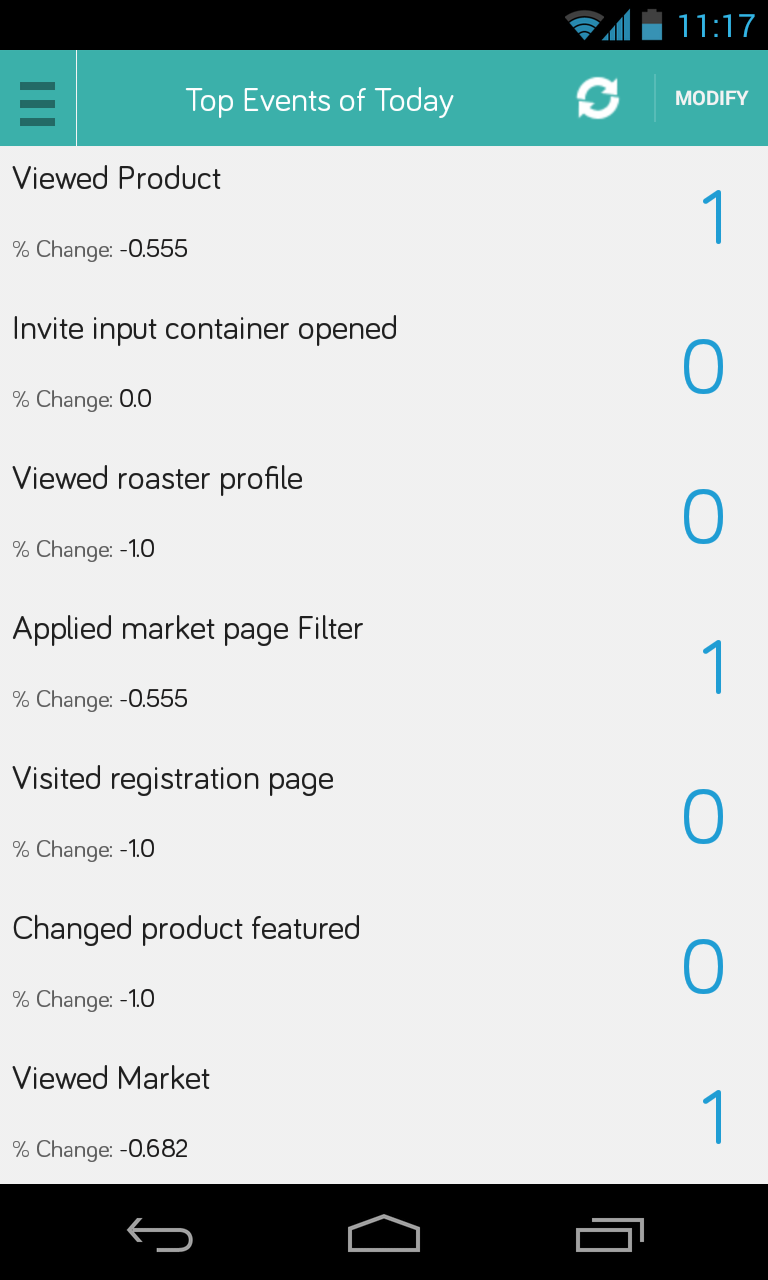 11:17
Top Events of Today
MODIFY
Viewed Product
1
% Change: -0.555
Invite input container opened
0
% Change: 0.0
Viewed roaster profile
0
% Change: -1.0
Applied market page Filter
1
% Change: -0.555
Visited registration page
0
% Change: -1.0
Changed product featured
0
% Change: -1.0
Viewed Market
1
% Change: -0.682